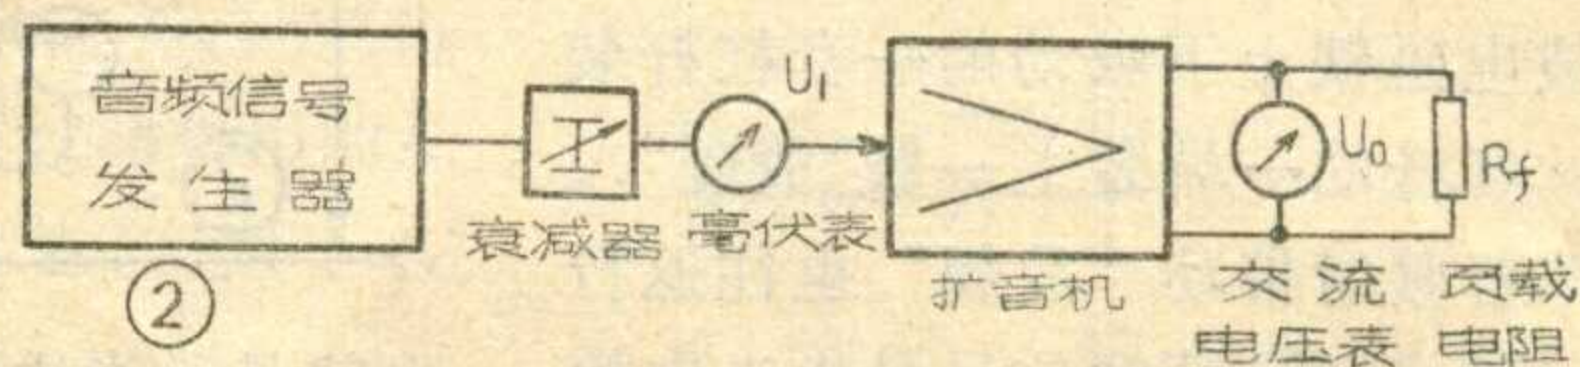 音频信号
发生器
衰减器
毫伏表
U₁
扩音机
U₀
R_f
交流
电压表
负载
电阻
②